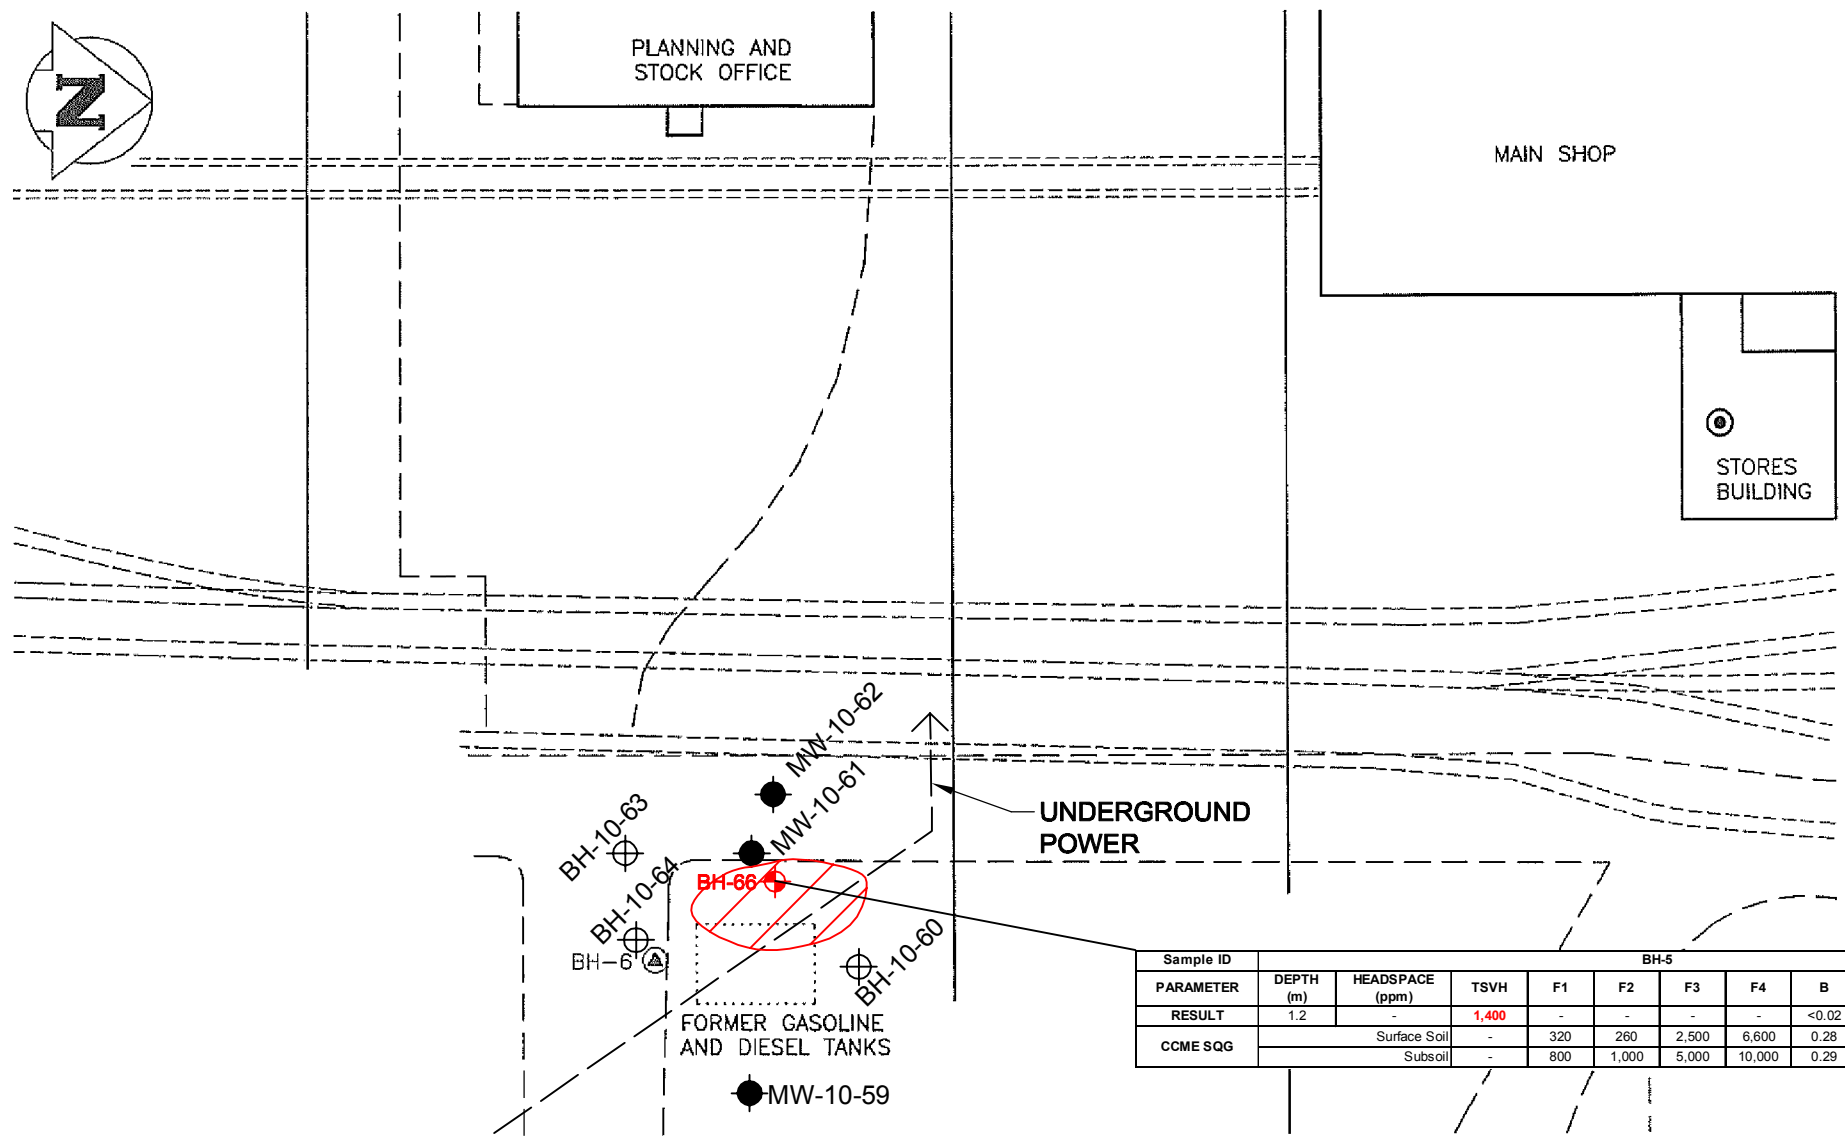 N
PLANNING AND
STOCK OFFICE
MAIN SHOP
STORES
BUILDING
MW-10-62
MW-10-61
UNDERGROUND
POWER
BH-10-63
BH-10-64
BH-66
BH-6
BH-10-60
FORMER GASOLINE
AND DIESEL TANKS
MW-10-59
Sample ID BH-5
PARAMETER DEPTH (m) HEADSPACE (ppm) TSVH F1 F2 F3 F4 B
RESULT 1.2 - 1,400 - - - - <0.02
CCME SQG Surface Soil - 320 260 2,500 6,600 0.28
Subsoil - 800 1,000 5,000 10,000 0.29